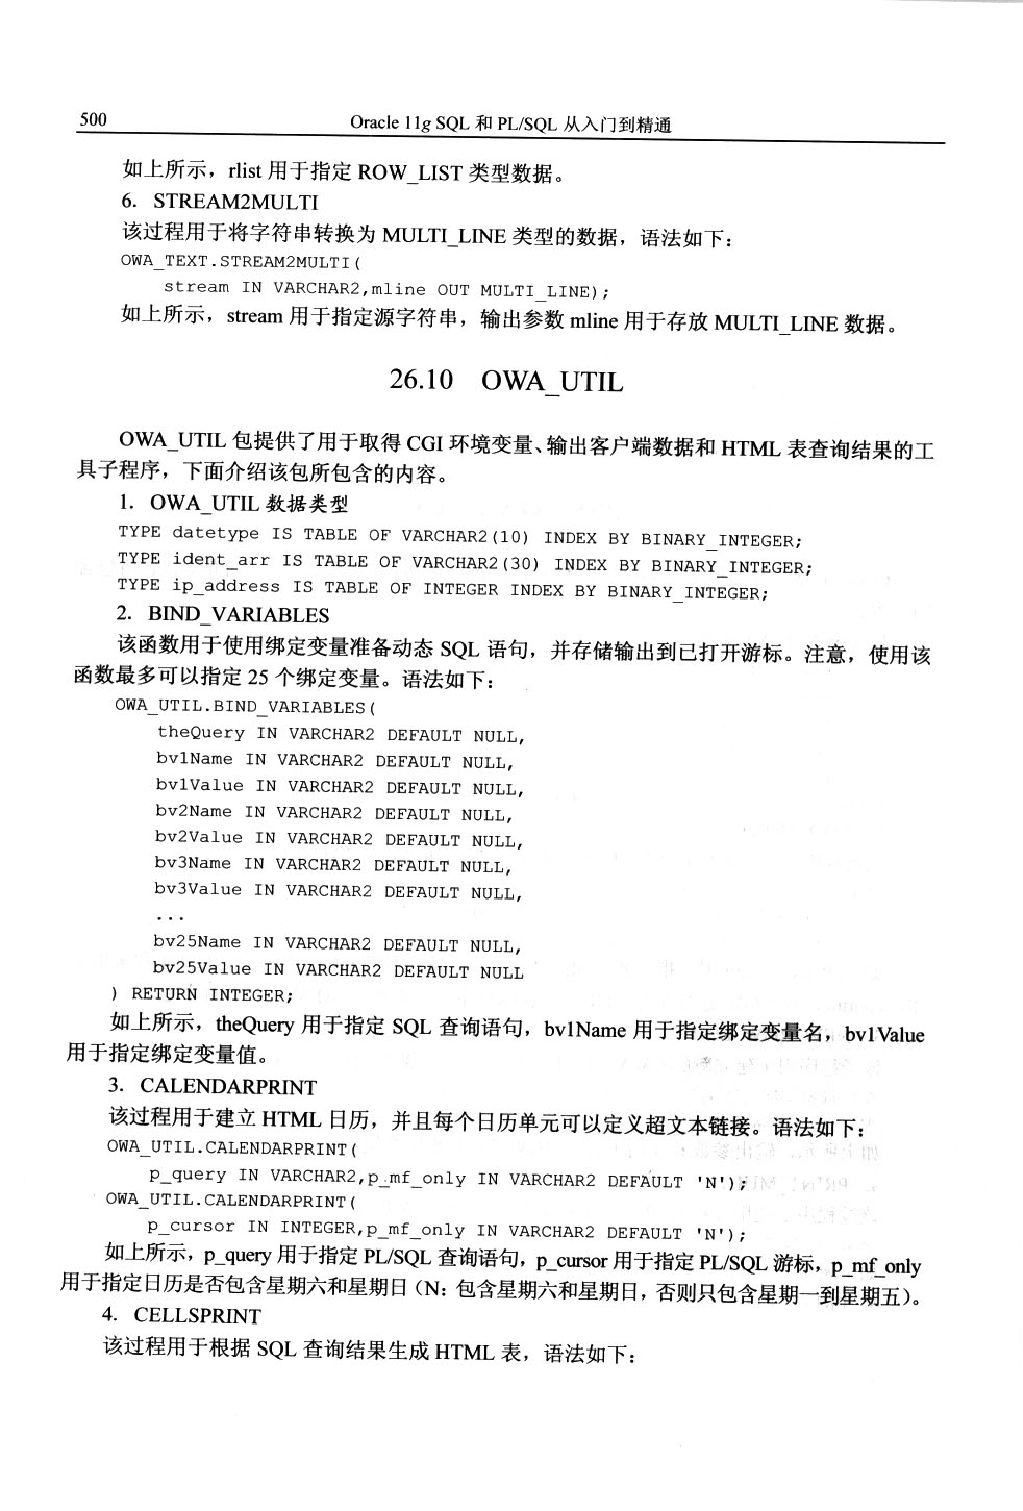 500
Oracle 11g SQL 和 PL/SQL 从入门到精通
如上所示，rlist 用于指定 ROW_LIST 类型数据。
6. STREAM2MULTI
该过程用于将字符串转换为 MULTI_LINE 类型的数据，语法如下：
OWA_TEXT.STREAM2MULTI(
stream IN VARCHAR2,mline OUT MULTI_LINE);
如上所示，stream 用于指定源字符串，输出参数 mline 用于存放 MULTI_LINE 数据。
26.10 OWA_UTIL
OWA_UTIL 包提供了用于取得 CGI 环境变量、输出客户端数据和 HTML 表查询结果的工
具子程序，下面介绍该包所包含的内容。
1. OWA_UTIL 数据类型
TYPE datetype IS TABLE OF VARCHAR2(10) INDEX BY BINARY_INTEGER;
TYPE ident_arr IS TABLE OF VARCHAR2(30) INDEX BY BINARY_INTEGER;
TYPE ip_address IS TABLE OF INTEGER INDEX BY BINARY_INTEGER;
2. BIND_VARIABLES
该函数用于使用绑定变量准备动态 SQL 语句，并存储输出到已打开游标。注意，使用该
函数最多可以指定 25 个绑定变量。语法如下：
OWA_UTIL.BIND_VARIABLES(
theQuery IN VARCHAR2 DEFAULT NULL,
bv1Name IN VARCHAR2 DEFAULT NULL,
bv1Value IN VARCHAR2 DEFAULT NULL,
bv2Name IN VARCHAR2 DEFAULT NULL,
bv2Value IN VARCHAR2 DEFAULT NULL,
bv3Name IN VARCHAR2 DEFAULT NULL,
bv3Value IN VARCHAR2 DEFAULT NULL,
...
bv25Name IN VARCHAR2 DEFAULT NULL,
bv25Value IN VARCHAR2 DEFAULT NULL
) RETURN INTEGER;
如上所示，theQuery 用于指定 SQL 查询语句，bv1Name 用于指定绑定变量名，bv1Value
用于指定绑定变量值。
3. CALENDARPRINT
该过程用于建立 HTML 日历，并且每个日历单元可以定义超文本链接。语法如下：
OWA_UTIL.CALENDARPRINT(
p_query IN VARCHAR2,p_mf_only IN VARCHAR2 DEFAULT 'N');
OWA_UTIL.CALENDARPRINT(
p_cursor IN INTEGER,p_mf_only IN VARCHAR2 DEFAULT 'N');
如上所示，p_query 用于指定 PL/SQL 查询语句，p_cursor 用于指定 PL/SQL 游标，p_mf_only
用于指定日历是否包含星期六和星期日（N：包含星期六和星期日，否则只包含星期一到星期五）。
4. CELLSPRINT
该过程用于根据 SQL 查询结果生成 HTML 表，语法如下：